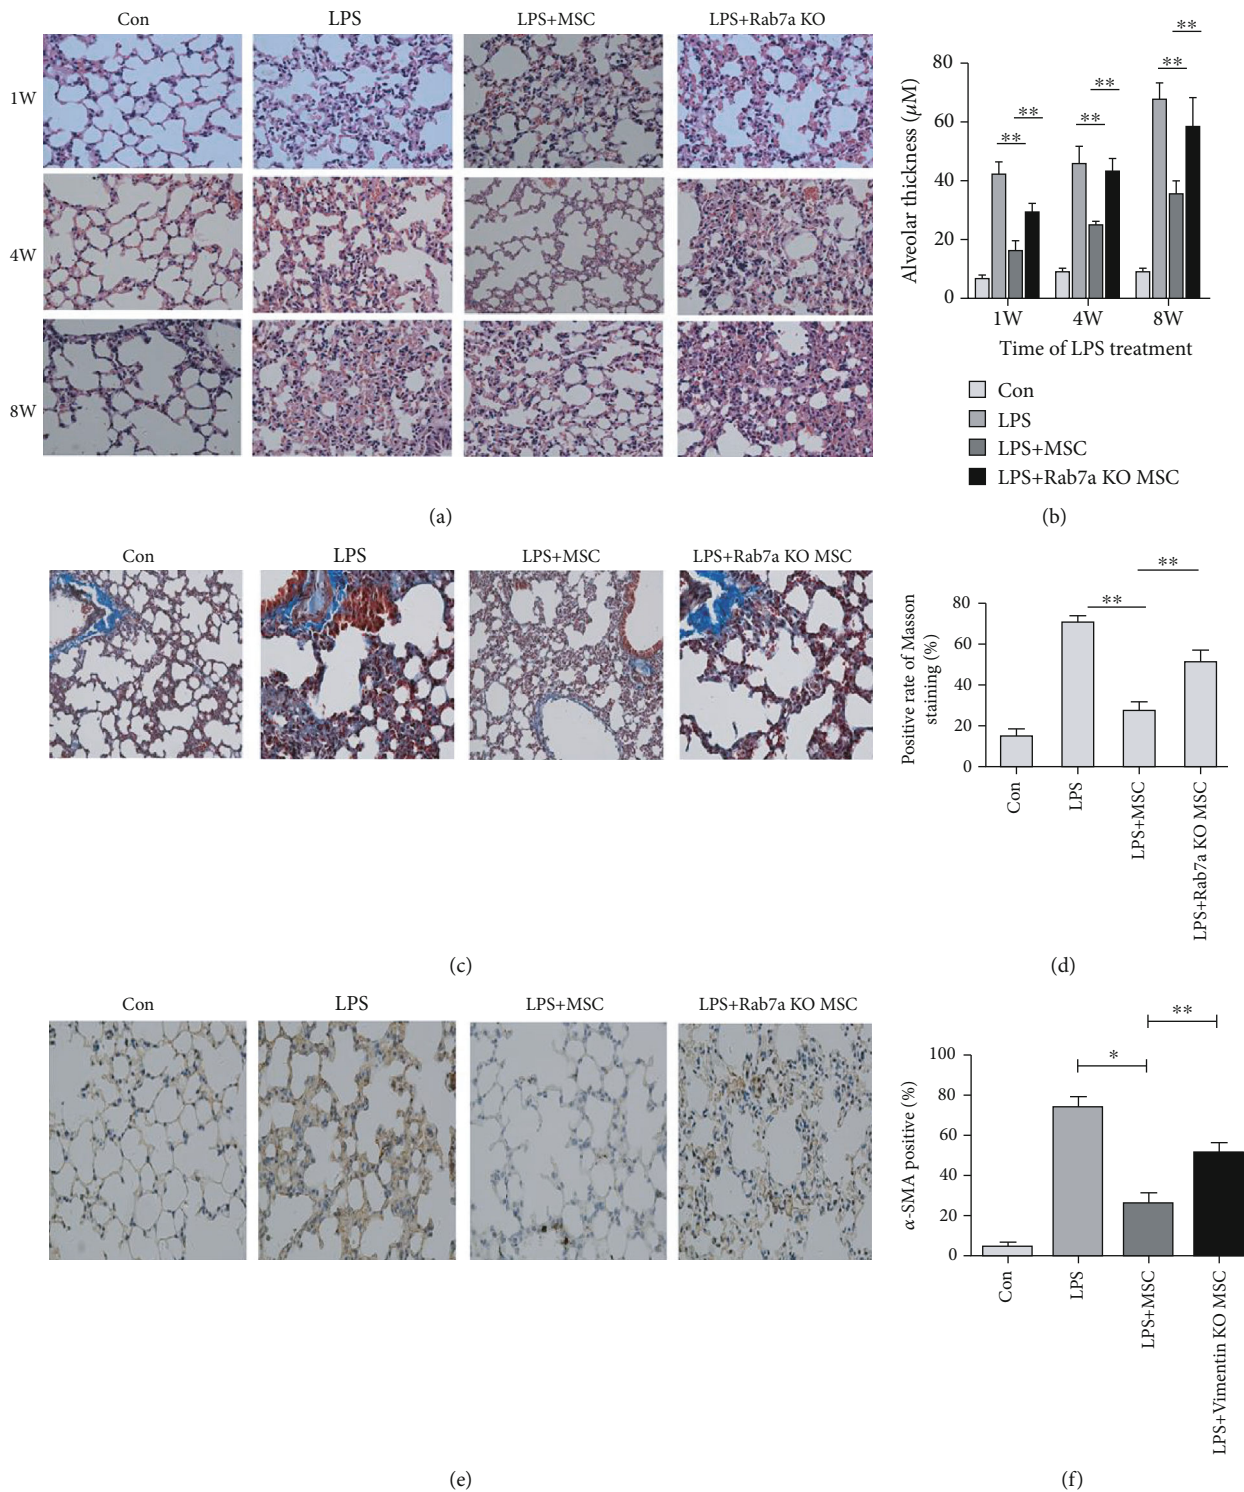 Con
LPS
LPS+MSC
LPS+Rab7a KO
1W
4W
8W
(a)
**
**
**
**
**
**
80
60
40
20
0
Alveolar thickness (μM)
1W
4W
8W
Time of LPS treatment
Con
LPS
LPS+MSC
LPS+Rab7a KO MSC
(b)
Con
LPS
LPS+MSC
LPS+Rab7a KO MSC
(c)
**
**
80
60
40
20
0
Positive rate of Masson
staining (%)
Con
LPS
LPS+MSC
LPS+Rab7a KO MSC
(d)
Con
LPS
LPS+MSC
LPS+Rab7a KO MSC
(e)
**
*
100
80
60
40
20
0
α-SMA positive (%)
Con
LPS
LPS+MSC
LPS+Vimentin KO MSC
(f)